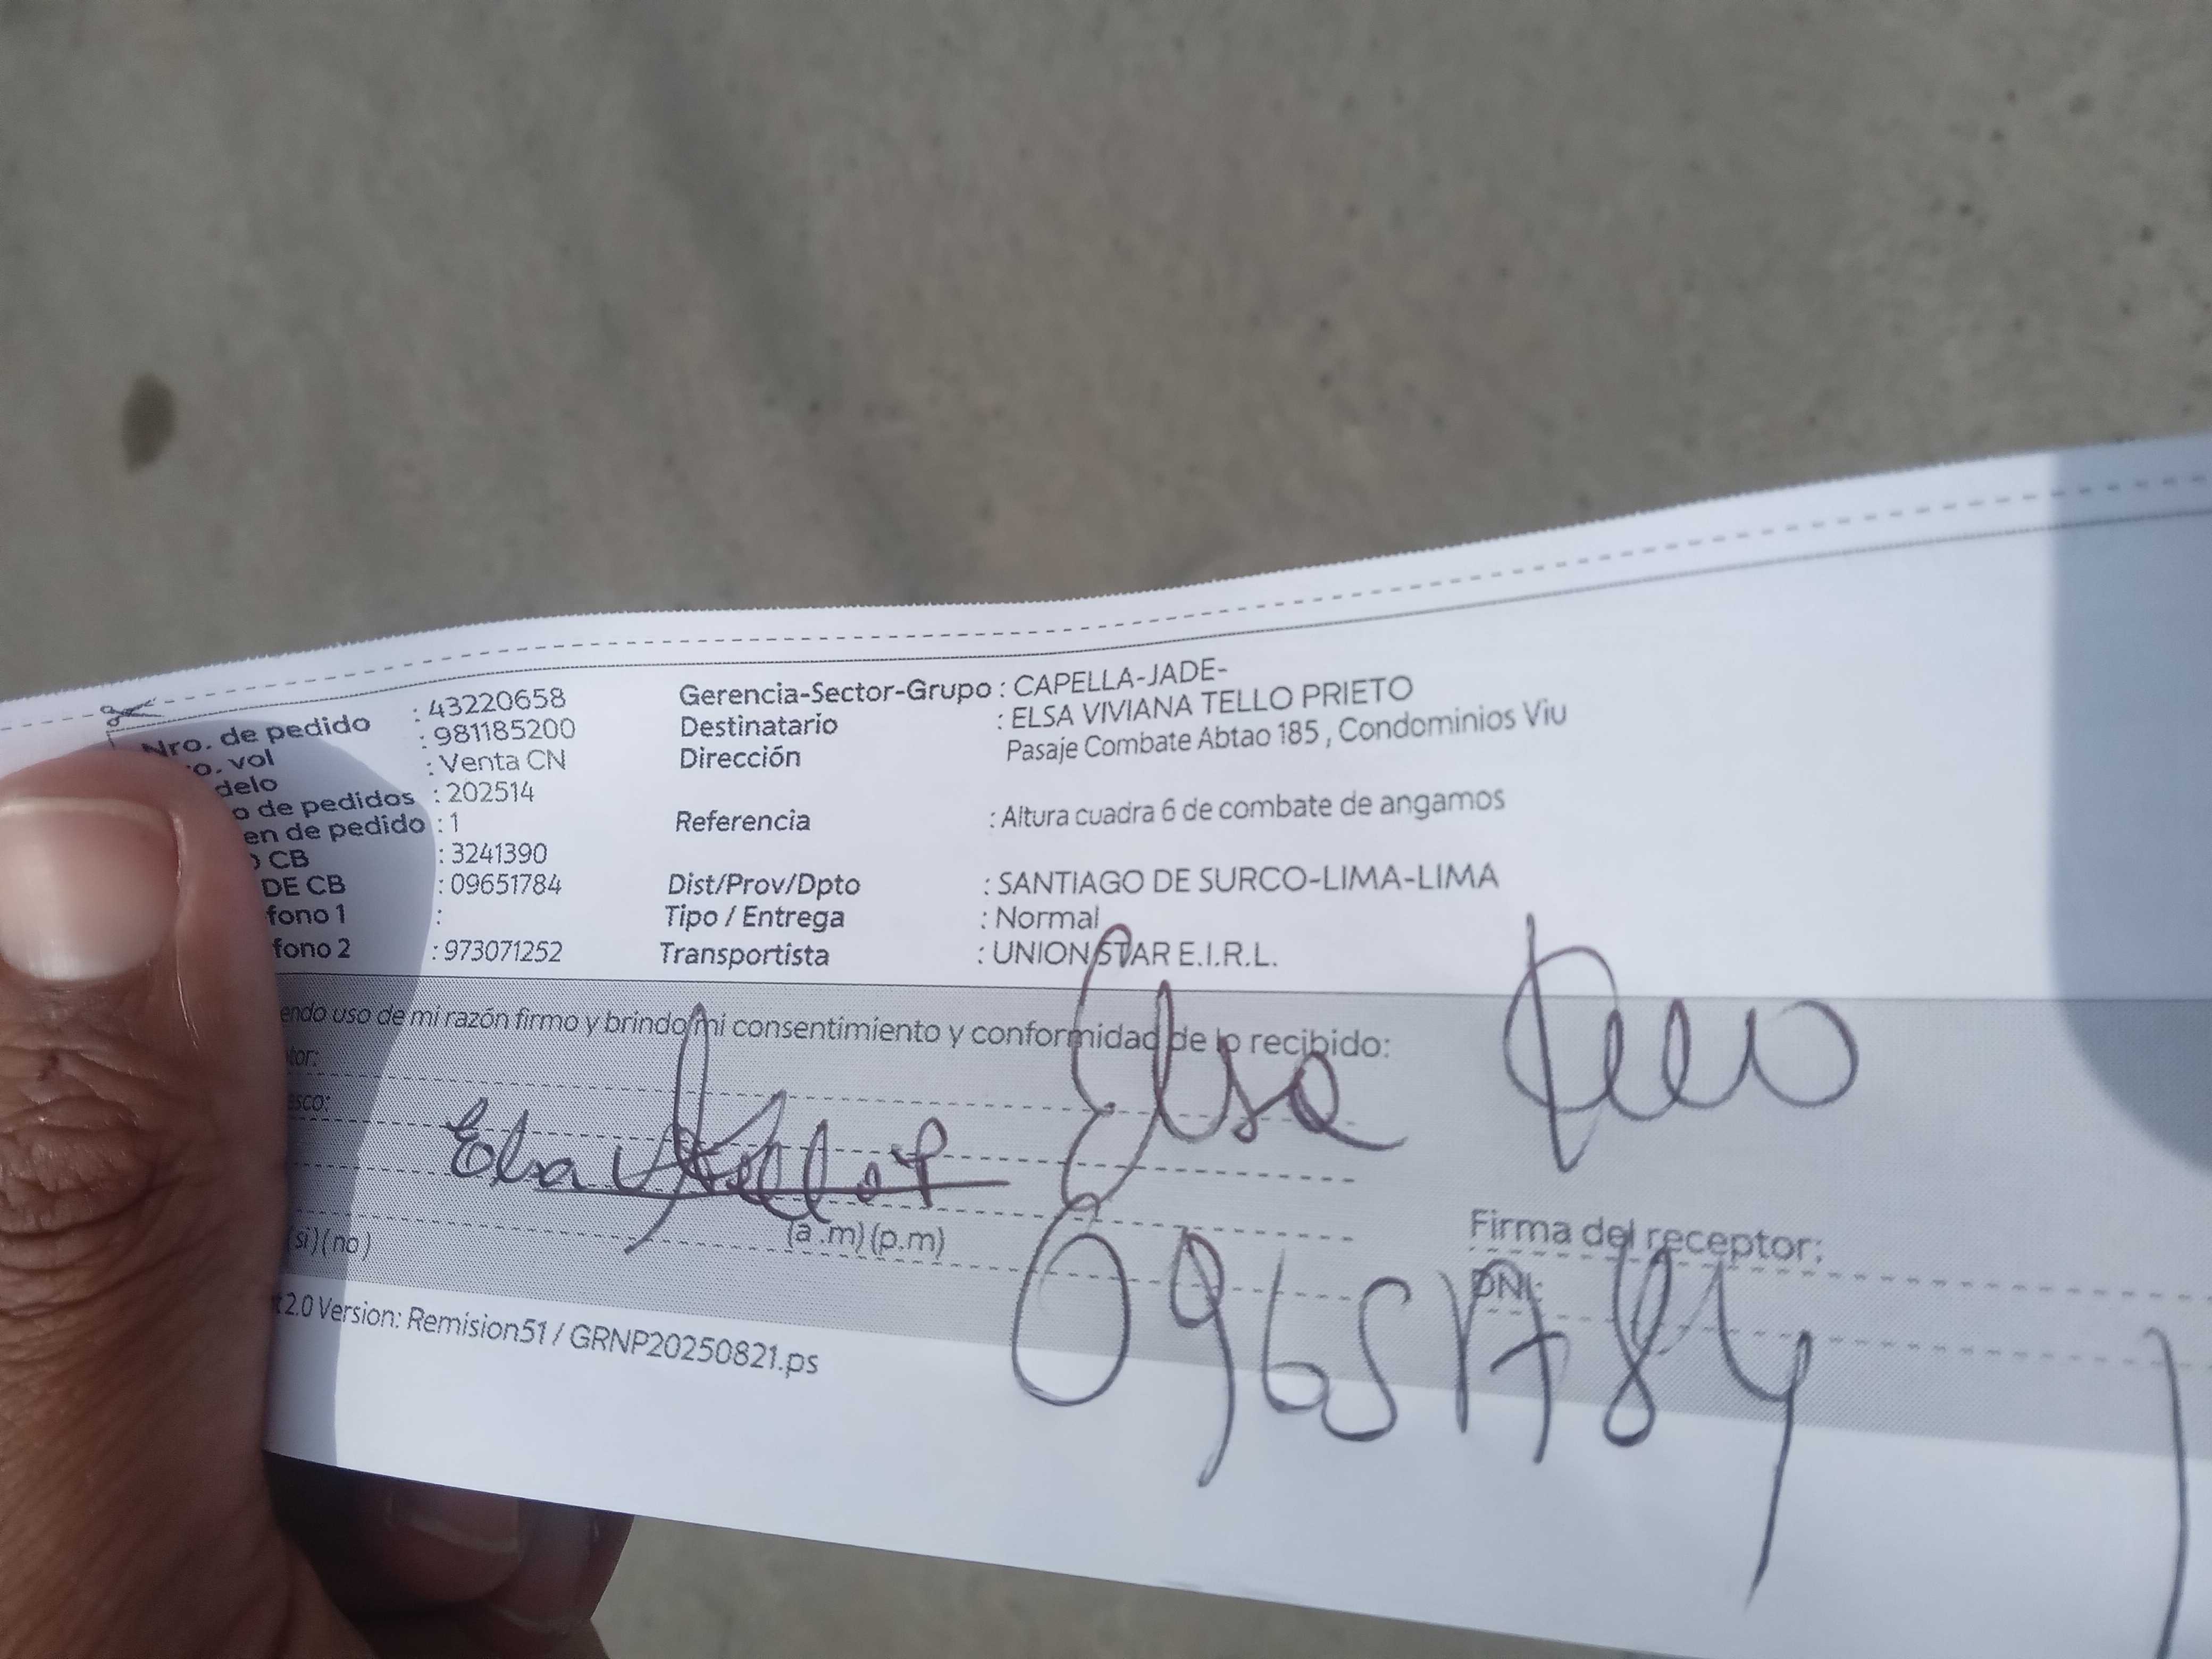 Nro. de pedido : 43220658
o. vol : 981185200
delo : Venta CN
o de pedidos : 202514
en de pedido : 1
CB : 3241390
DE CB : 09651784
fono 1 :
fono 2 : 973071252
Gerencia-Sector-Grupo : CAPELLA-JADE-
Destinatario : ELSA VIVIANA TELLO PRIETO
Dirección Pasaje Combate Abtao 185 , Condominios Viu
Referencia : Altura cuadra 6 de combate de angamos
Dist/Prov/Dpto : SANTIAGO DE SURCO-LIMA-LIMA
Tipo / Entrega : Normal
Transportista : UNION STAR E.I.R.L.
endo uso de mi razón firmo y brindo mi consentimiento y conformidad de lo recibido:
tor:
esco:
Elsa Tello
09651784
(si) (no) (a .m) (p.m)
Firma del receptor:
DNI:
t 2.0 Version: Remision51 / GRNP20250821.ps